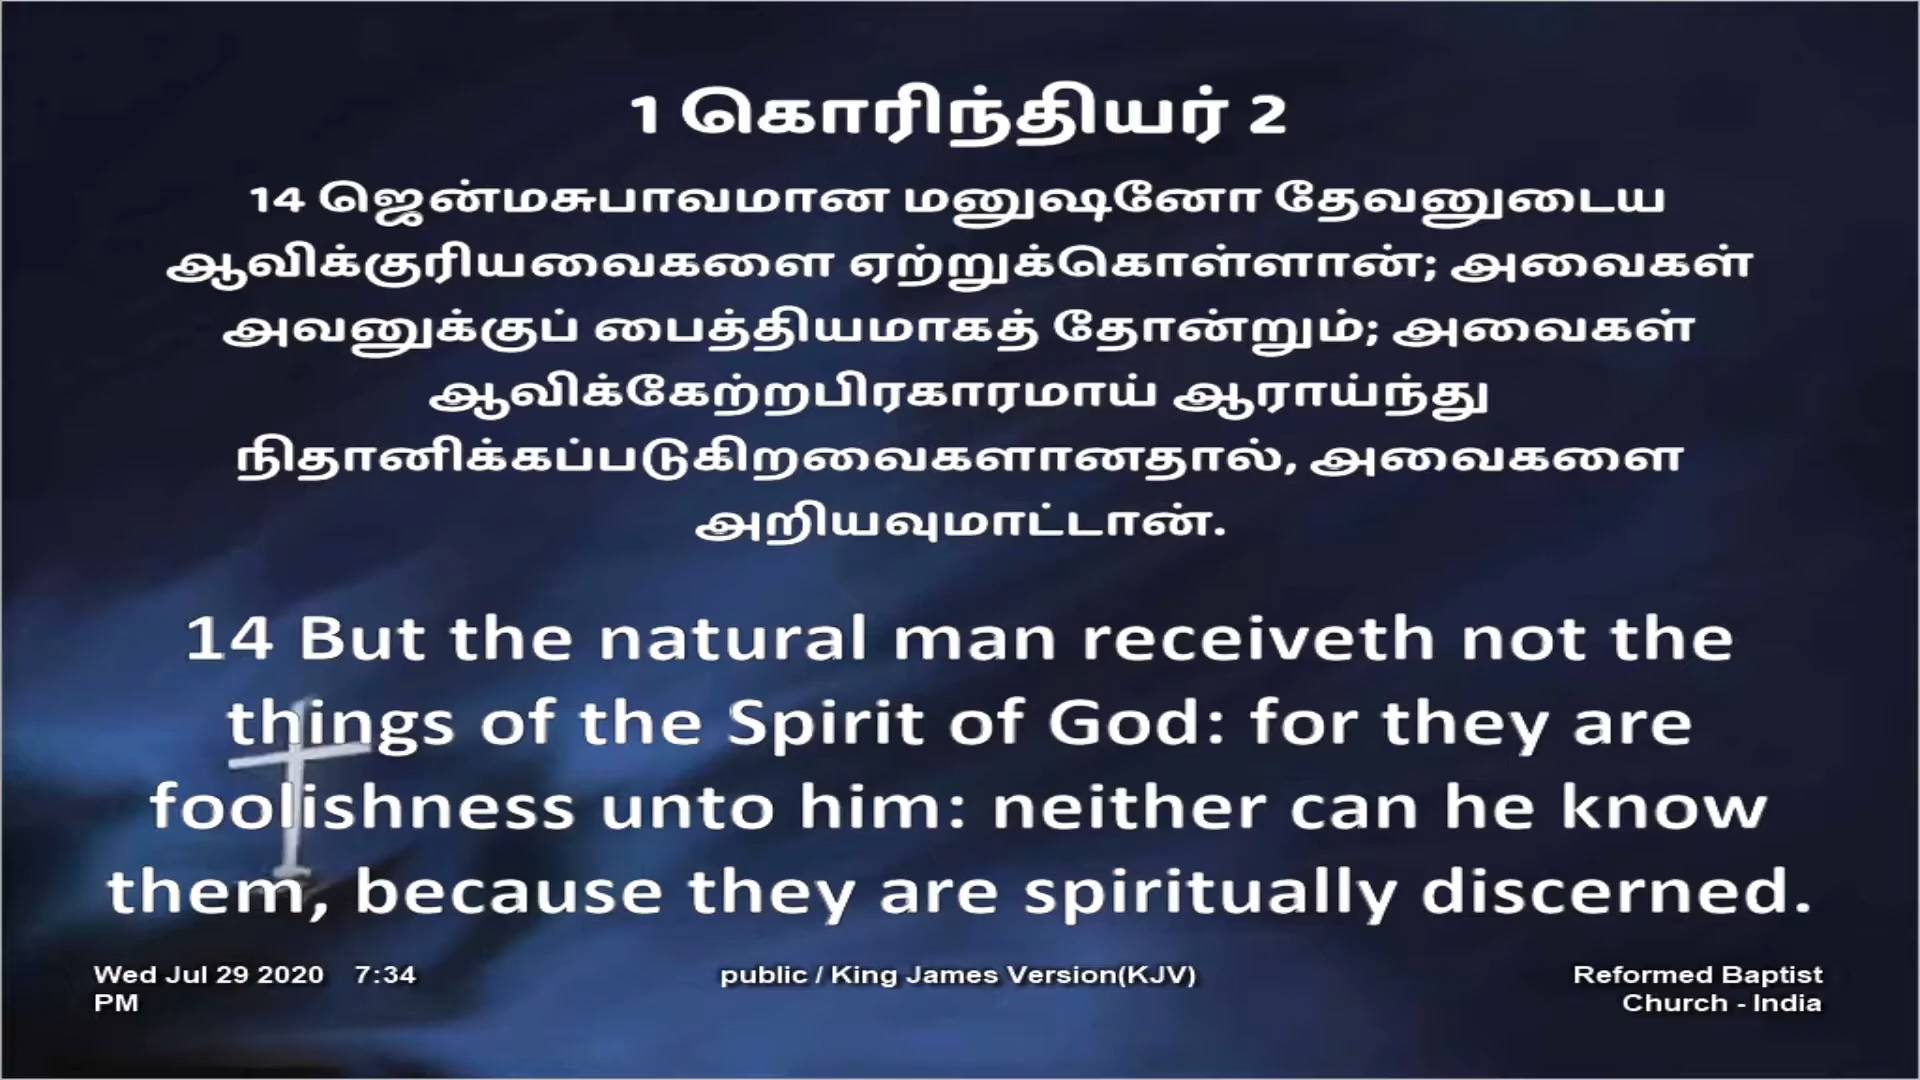 1 கொரிந்தியர் 2
14 ஜென்மசுபாவமான மனுஷனோ தேவனுடைய
ஆவிக்குரியவைகளை ஏற்றுக்கொள்ளான்; அவைகள்
அவனுக்குப் பைத்தியமாகத் தோன்றும்; அவைகள்
ஆவிக்கேற்றபிரகாரமாய் ஆராய்ந்து
நிதானிக்கப்படுகிறவைகளானதால், அவைகளை
அறியவுமாட்டான்.
14 But the natural man receiveth not the
things of the Spirit of God: for they are
foolishness unto him: neither can he know
them, because they are spiritually discerned.
Wed Jul 29 2020 7:34
PM
public / King James Version(KJV)
Reformed Baptist
Church - India